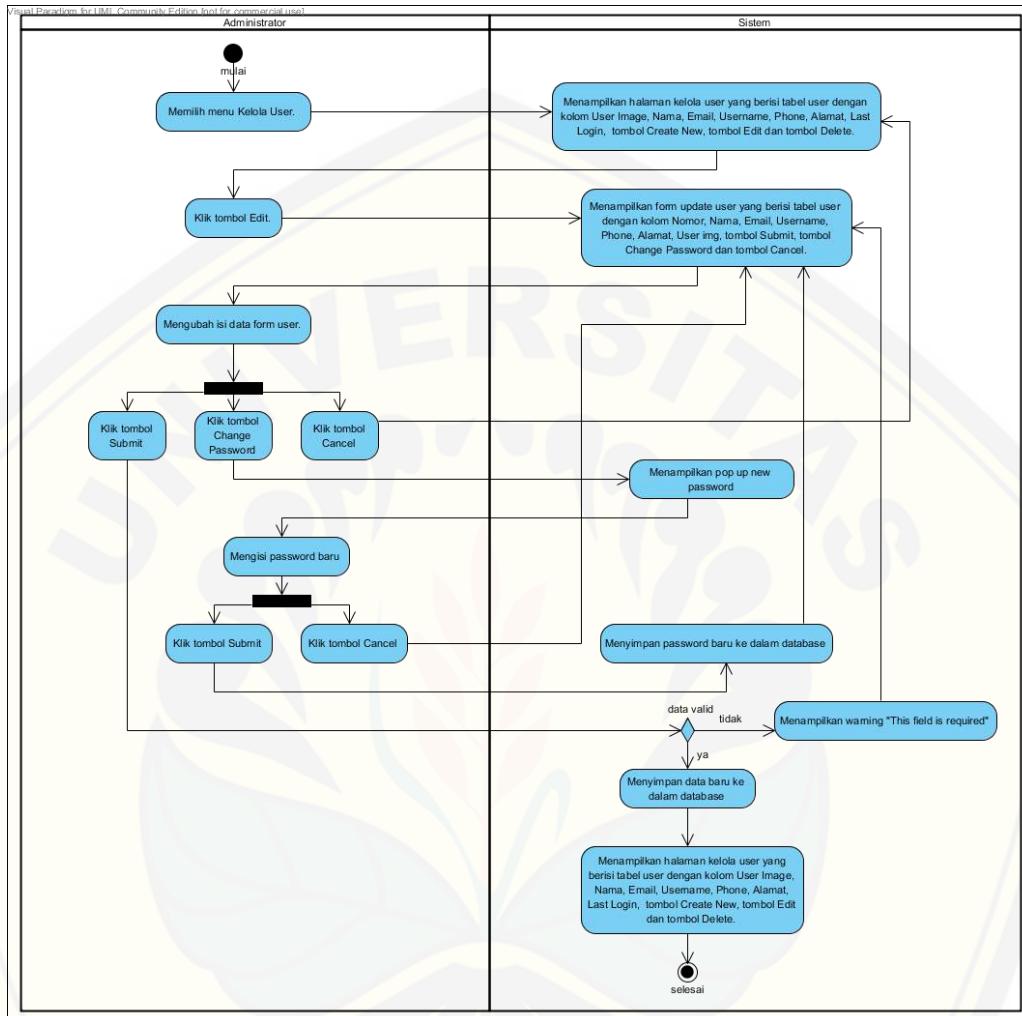 Visual Paradigm for UML Community Edition [not for commercial use]
Administrator
Sistem
mulai
Memilih menu Kelola User.
Menampilkan halaman kelola user yang berisi tabel user dengan
kolom User Image, Nama, Email, Username, Phone, Alamat, Last
Login, tombol Create New, tombol Edit dan tombol Delete.
Klik tombol Edit.
Menampilkan form update user yang berisi tabel user
dengan kolom Nomor, Nama, Email, Username,
Phone, Alamat, User img, tombol Submit, tombol
Change Password dan tombol Cancel.
Mengubah isi data form user.
Klik tombol
Submit
Klik tombol
Change
Password
Klik tombol
Cancel
Menampilkan pop up new
password
Mengisi password baru
Klik tombol Submit
Klik tombol Cancel
Menyimpan password baru ke dalam database
data valid
tidak
Menampilkan warning "This field is required"
ya
Menyimpan data baru ke
dalam database
Menampilkan halaman kelola user yang
berisi tabel user dengan kolom User Image,
Nama, Email, Username, Phone, Alamat,
Last Login, tombol Create New, tombol Edit
dan tombol Delete.
selesai
UNIVERSITAS